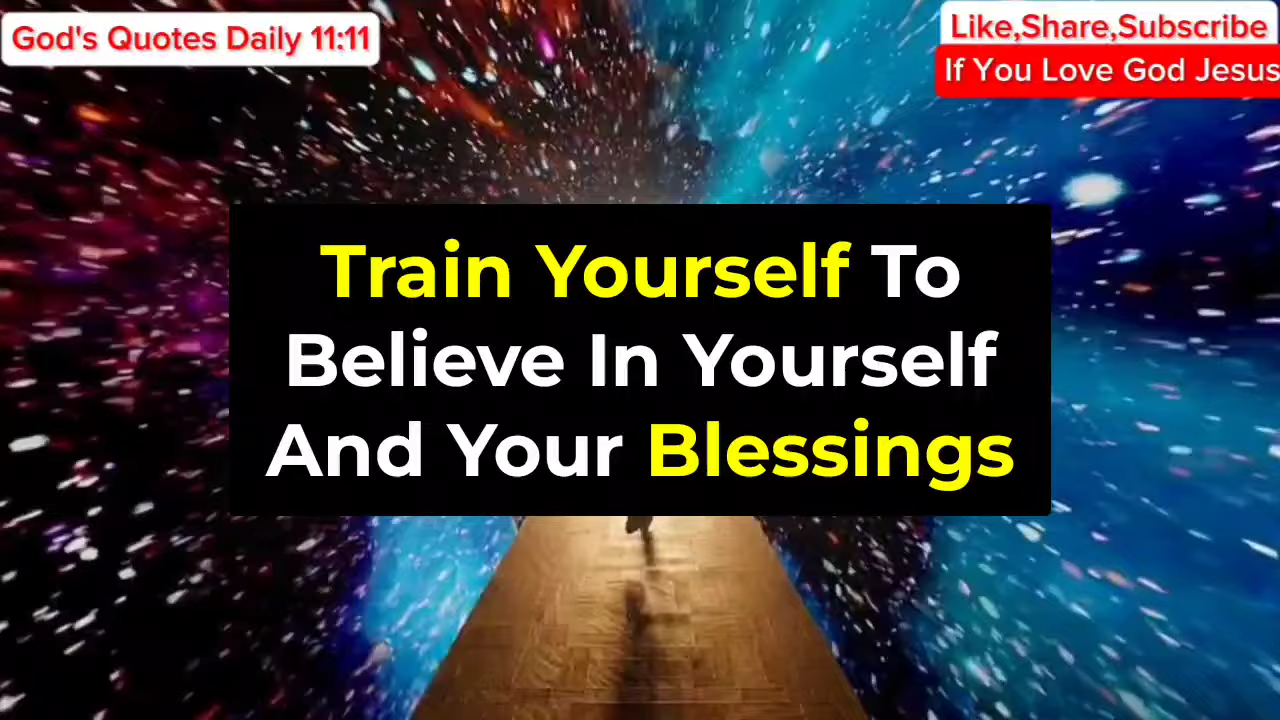 God's Quotes Daily 11:11
Like,Share,Subscribe
If You Love God Jesus
Train Yourself To
Believe In Yourself
And Your Blessings